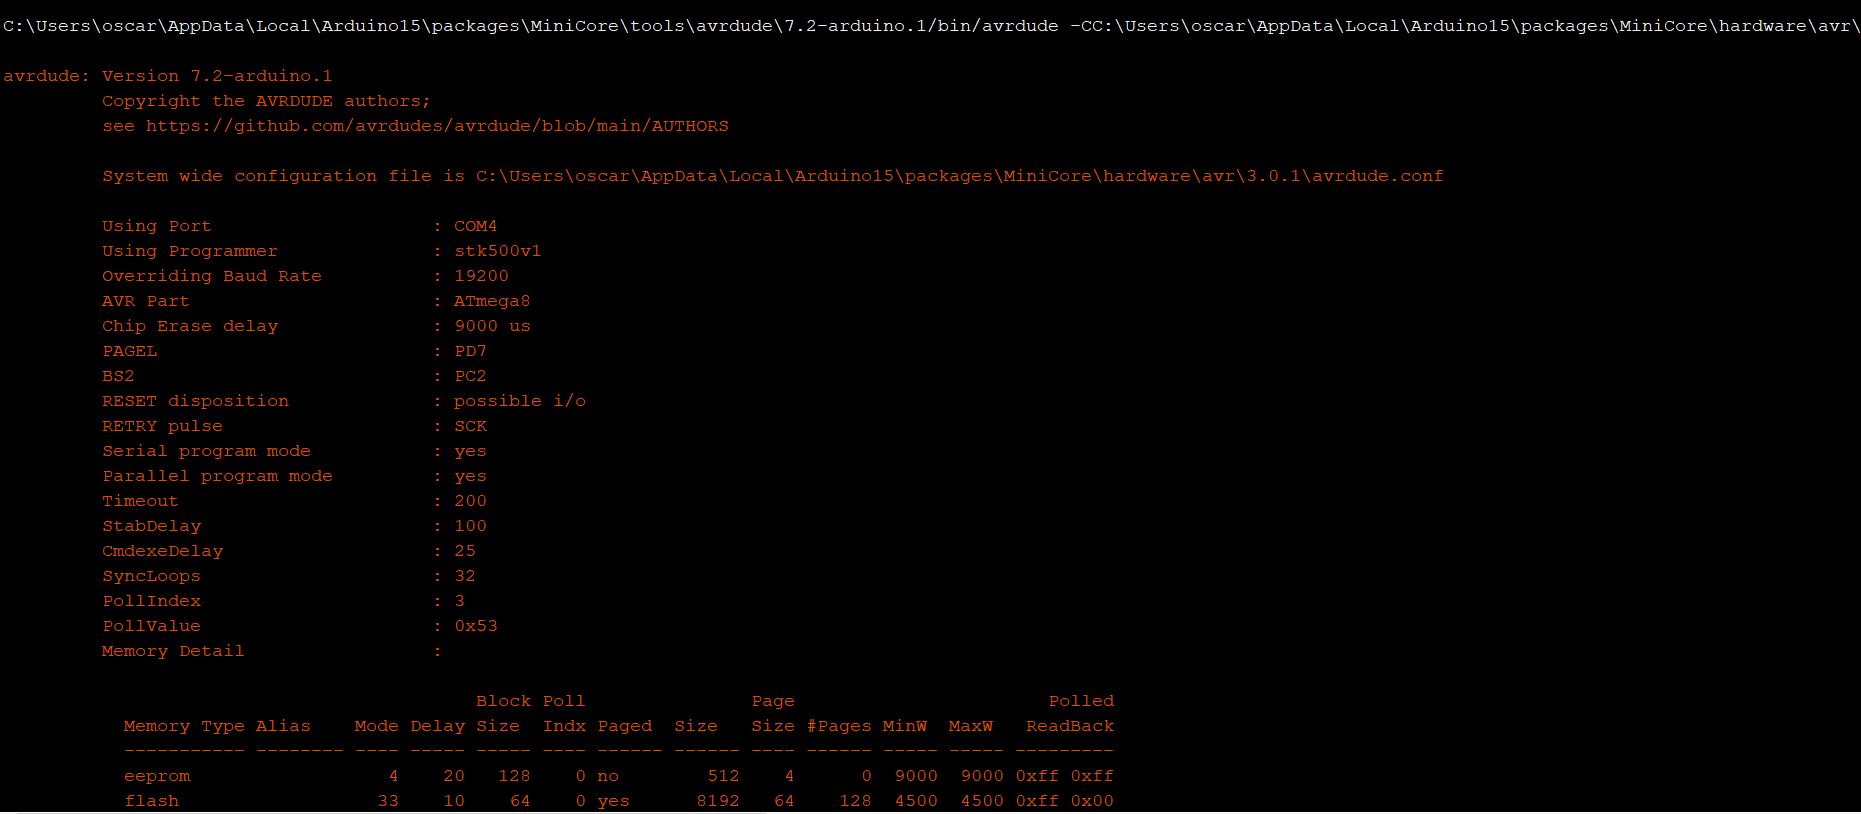 C:\Users\oscar\AppData\Local\Arduino15\packages\MiniCore\tools\avrdude\7.2-arduino.1/bin/avrdude -CC:\Users\oscar\AppData\Local\Arduino15\packages\MiniCore\hardware\avr\
avrdude: Version 7.2-arduino.1
Copyright the AVRDUDE authors;
see https://github.com/avrdudes/avrdude/blob/main/AUTHORS
System wide configuration file is C:\Users\oscar\AppData\Local\Arduino15\packages\MiniCore\hardware\avr\3.0.1\avrdude.conf
Using Port : COM4
Using Programmer : stk500v1
Overriding Baud Rate : 19200
AVR Part : ATmega8
Chip Erase delay : 9000 us
PAGEL : PD7
BS2 : PC2
RESET disposition : possible i/o
RETRY pulse : SCK
Serial program mode : yes
Parallel program mode : yes
Timeout : 200
StabDelay : 100
CmdexeDelay : 25
SyncLoops : 32
PollIndex : 3
PollValue : 0x53
Memory Detail :
Block Poll Page Polled
Memory Type Alias Mode Delay Size Indx Paged Size Size #Pages MinW MaxW ReadBack
----------- -------- ---- ----- ----- ---- ------ ------ ---- ------ ----- ----- ---------
eeprom 4 20 128 0 no 512 4 0 9000 9000 0xff 0xff
flash 33 10 64 0 yes 8192 64 128 4500 4500 0xff 0x00